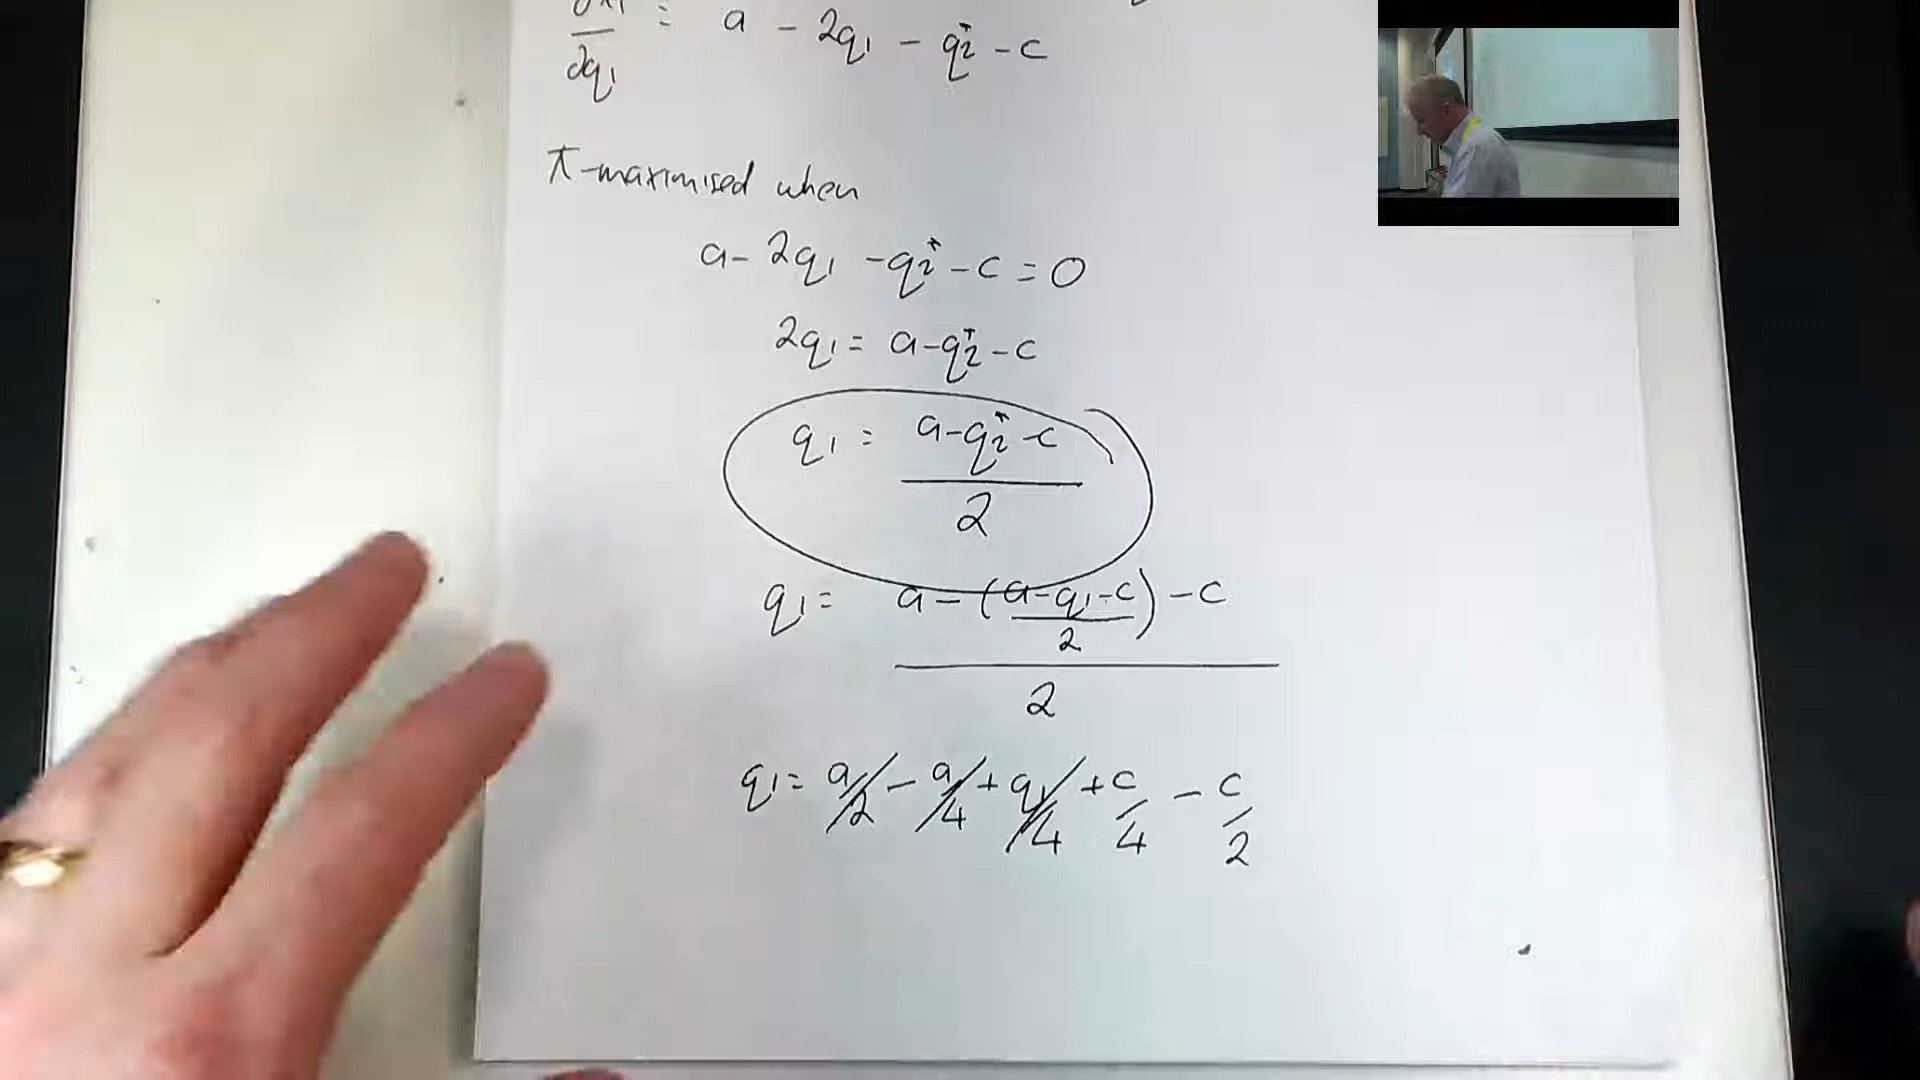 ∂π1/∂q1 = a - 2q1 - q2* - c
π-maximised when
a - 2q1 - q2* - c = 0
2q1 = a - q2* - c
q1 = (a - q2* - c)/2
q1 = (a - ((a - q1 - c)/2) - c)/2
q1 = a/2 - a/4 + q1/4 + c/4 - c/2